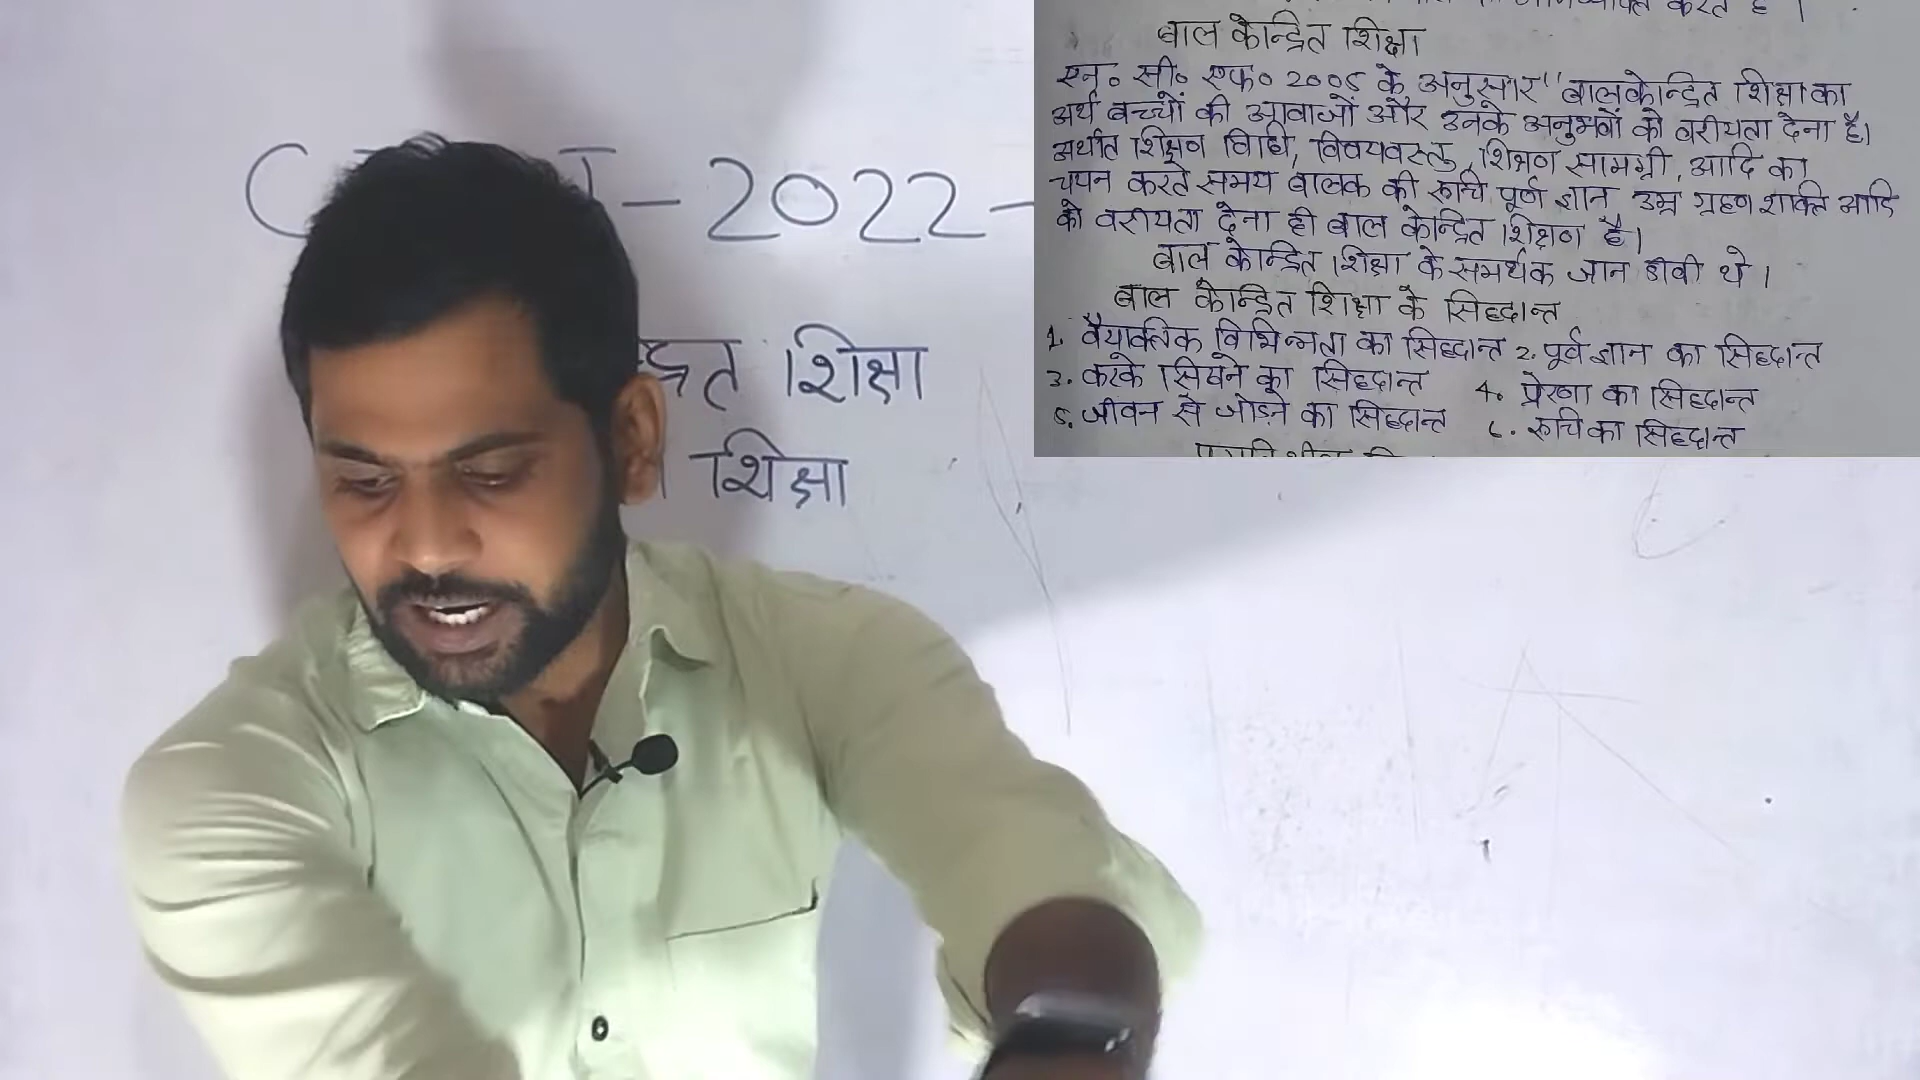 बाल केन्द्रित शिक्षा
एन० सी० एफ० 2005 के अनुसार "बालकेन्द्रित शिक्षा का
अर्थ बच्चों की आवाजों और उनके अनुभवों को वरीयता देना है।
अर्थात शिक्षण विधि, विषयवस्तु, शिक्षण सामग्री, आदि का
चयन करते समय बालक की रूचि पूर्ण ज्ञान उम्र ग्रहण शक्ति आदि
को वरीयता देना ही बाल केन्द्रित शिक्षण है।
बाल केन्द्रित शिक्षा के समर्थक जान डीवी थे।
बाल केन्द्रित शिक्षा के सिद्धान्त
1. वैयाक्तिक विभिन्नता का सिद्धान्त 2. पूर्व ज्ञान का सिद्धान्त
3. करके सिखने का सिद्धान्त 4. प्रेरणा का सिद्धान्त
5. जीवन से जोड़ने का सिद्धान्त 6. रूचि का सिद्धान्त
-2022-
शिक्षा
शिक्षा